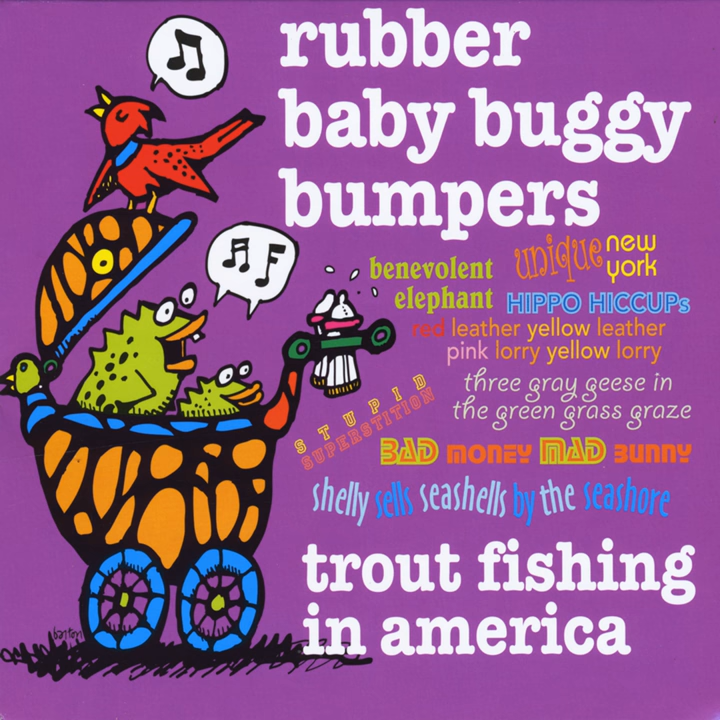 rubber
baby buggy
bumpers
benevolent
elephant
unique
new
york
HIPPO HICCUPs
red leather yellow leather
pink lorry yellow lorry
three gray geese in
the green grass graze
STUPID
SUPERSTITION
BAD MONEY MAD BUNNY
shelly sells seashells by the seashore
trout fishing
in america
barton